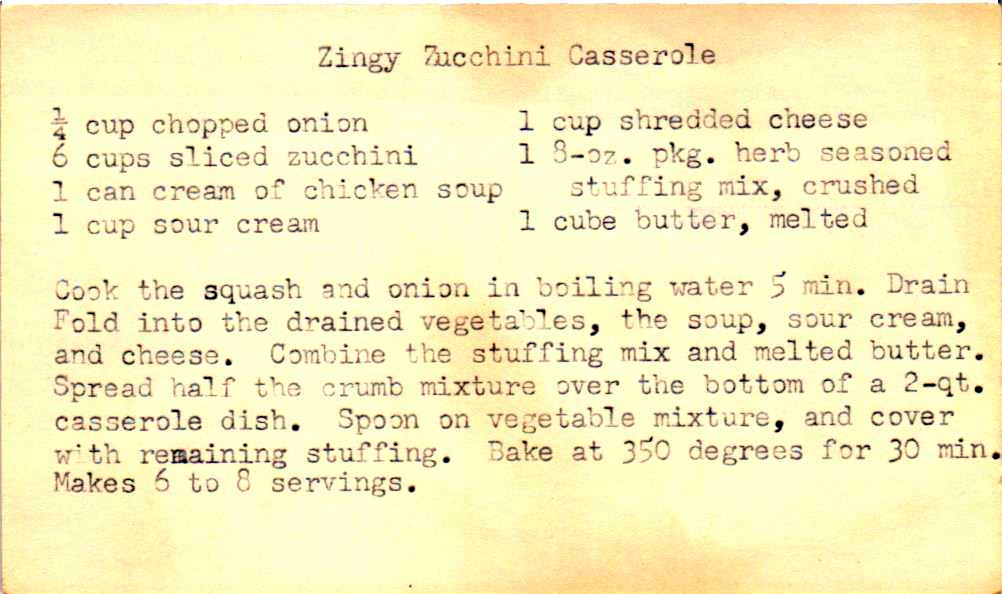 Zingy Zucchini Casserole
¼ cup chopped onion
6 cups sliced zucchini
1 can cream of chicken soup
1 cup sour cream
1 cup shredded cheese
1 8-oz. pkg. herb seasoned
stuffing mix, crushed
1 cube butter, melted
Cook the squash and onion in boiling water 5 min. Drain
Fold into the drained vegetables, the soup, sour cream,
and cheese. Combine the stuffing mix and melted butter.
Spread half the crumb mixture over the bottom of a 2-qt.
casserole dish. Spoon on vegetable mixture, and cover
with remaining stuffing. Bake at 350 degrees for 30 min.
Makes 6 to 8 servings.